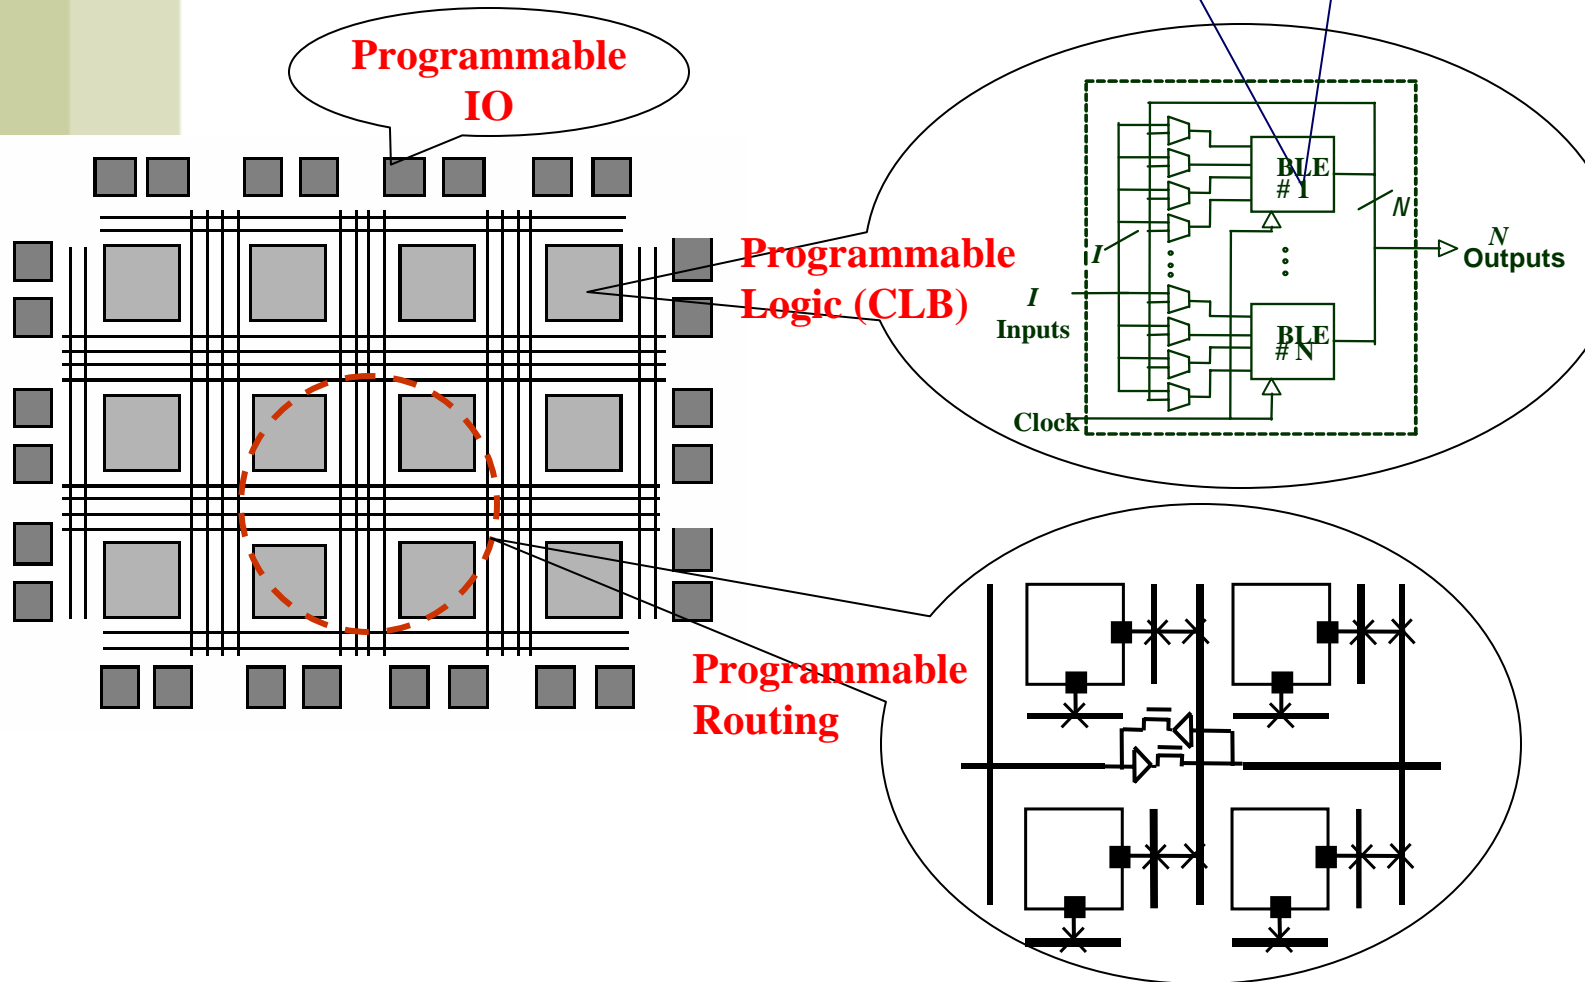 Programmable
IO
Programmable
Logic (CLB)
BLE
# 1
N
I
N
Outputs
I
Inputs
BLE
# N
Clock
Programmable
Routing